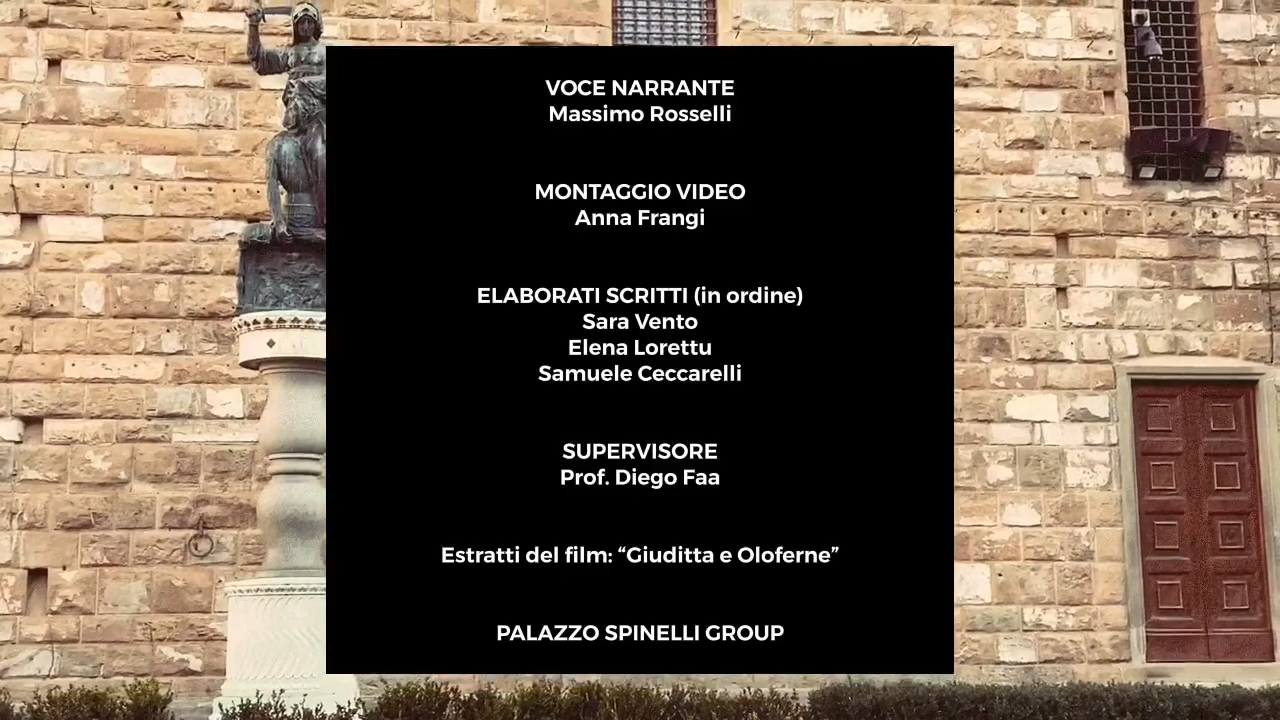 VOCE NARRANTE
Massimo Rosselli
MONTAGGIO VIDEO
Anna Frangi
ELABORATI SCRITTI (in ordine)
Sara Vento
Elena Lorettu
Samuele Ceccarelli
SUPERVISORE
Prof. Diego Faa
Estratti del film: “Giuditta e Oloferne”
PALAZZO SPINELLI GROUP